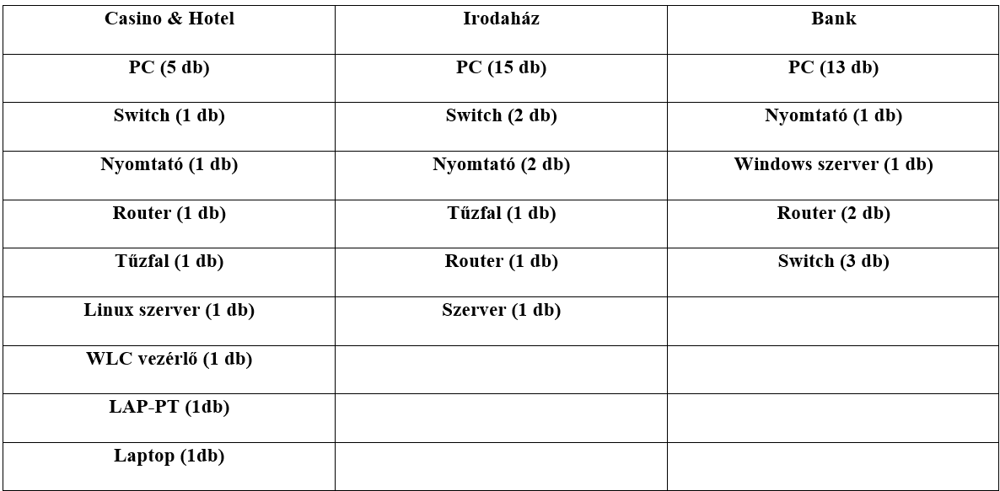 Casino & Hotel Irodaház Bank
PC (5 db) PC (15 db) PC (13 db)
Switch (1 db) Switch (2 db) Nyomtató (1 db)
Nyomtató (1 db) Nyomtató (2 db) Windows szerver (1 db)
Router (1 db) Tűzfal (1 db) Router (2 db)
Tűzfal (1 db) Router (1 db) Switch (3 db)
Linux szerver (1 db) Szerver (1 db)
WLC vezérlő (1 db)
LAP-PT (1db)
Laptop (1db)